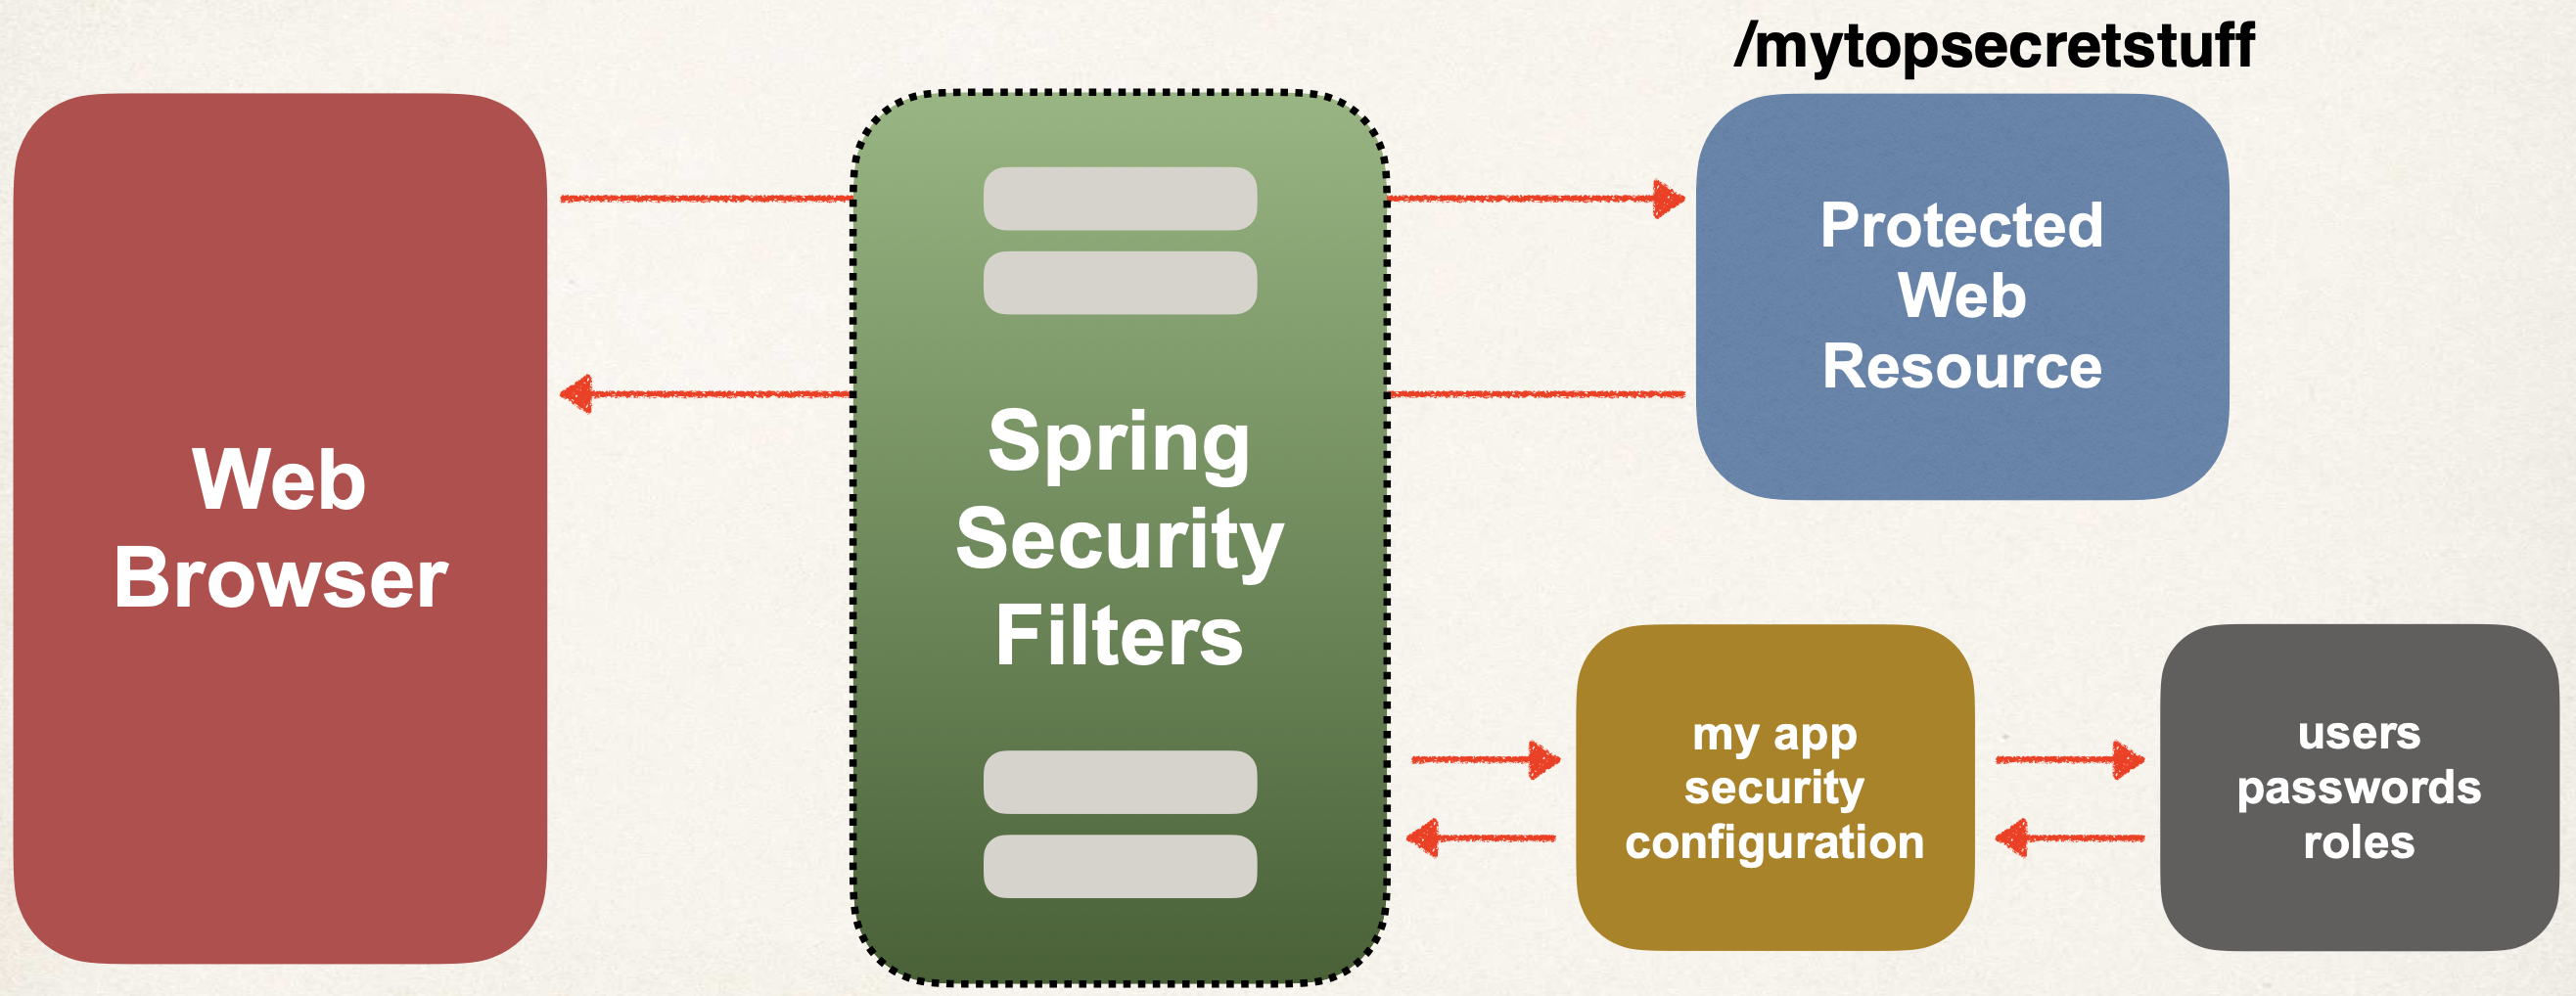 /mytopsecretstuff
Web
Browser
Spring
Security
Filters
Protected
Web
Resource
my app
security
configuration
users
passwords
roles